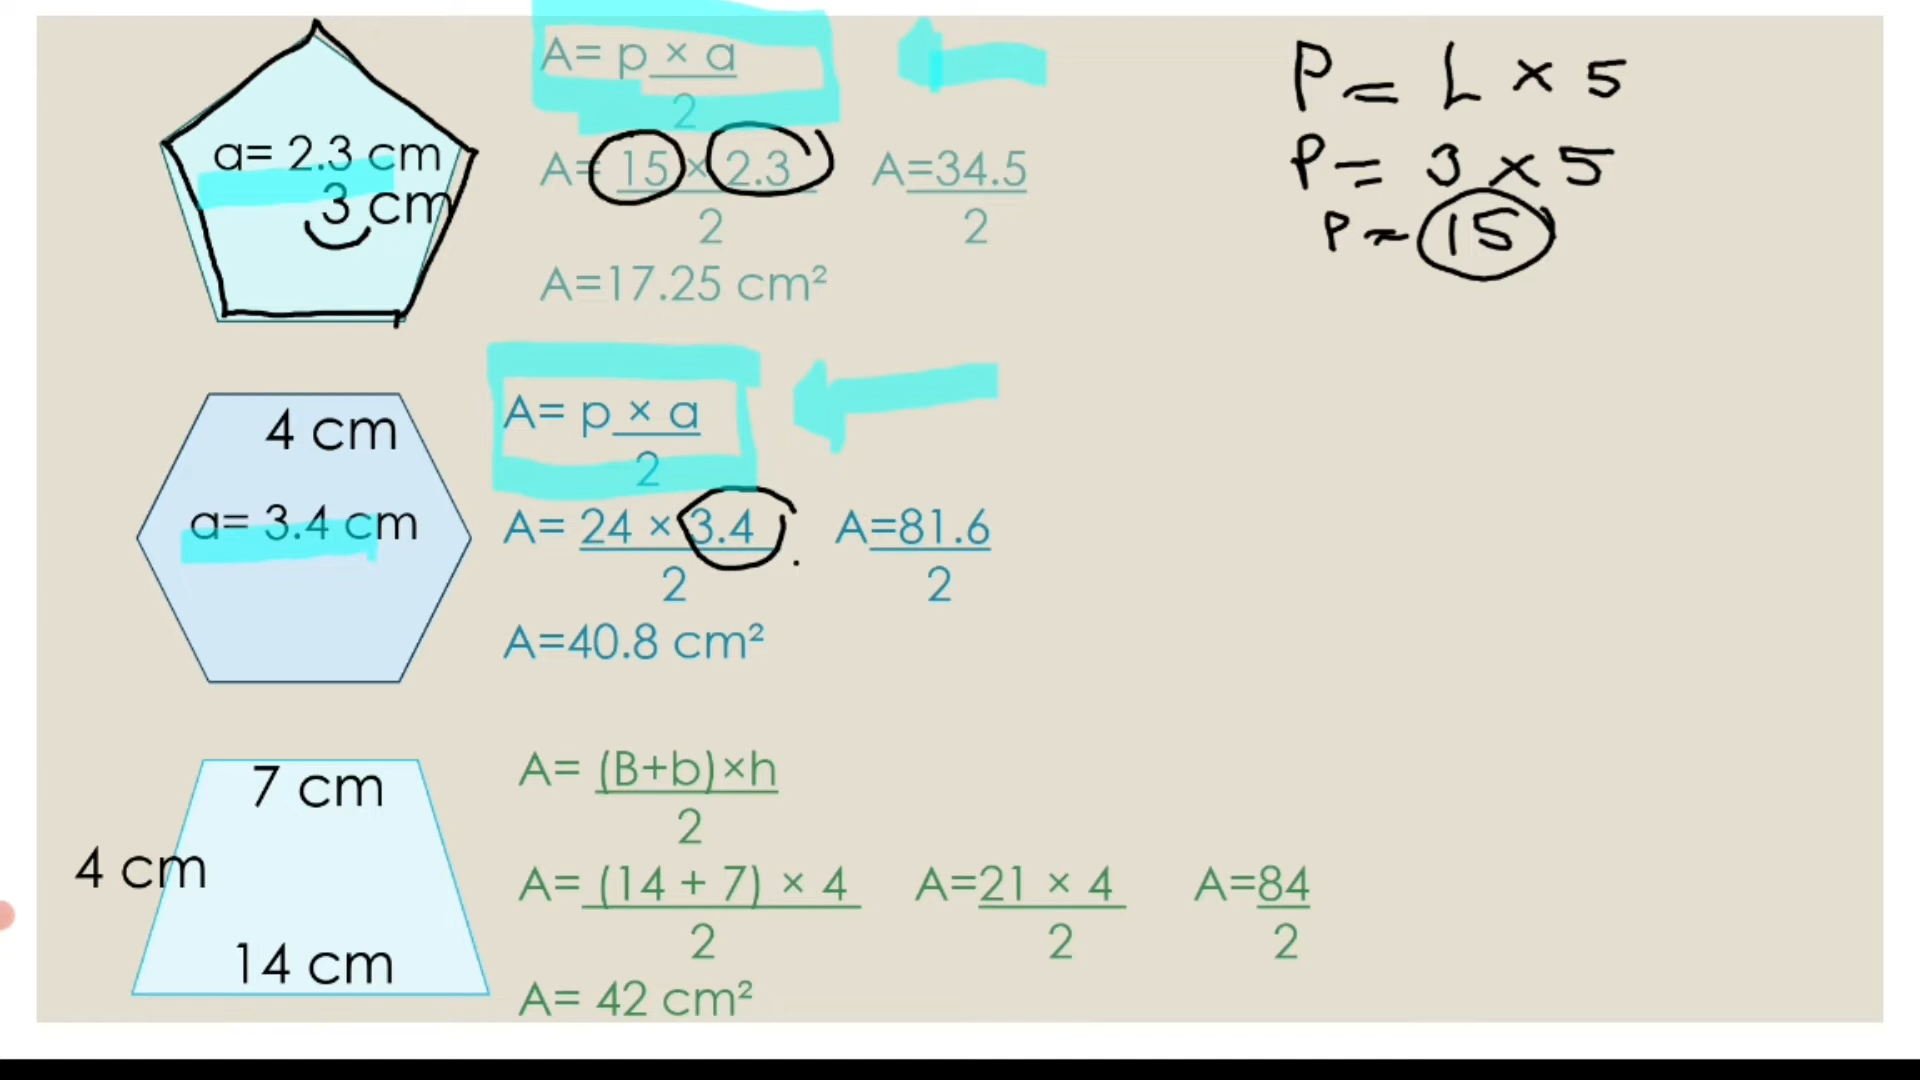 a= 2.3 cm
3 cm
A= p × a
2
A= 15 × 2.3
2
A=34.5
2
A=17.25 cm²
P= L × 5
P= 3 × 5
P= 15
4 cm
a= 3.4 cm
A= p × a
2
A= 24 × 3.4
2
A=81.6
2
A=40.8 cm²
7 cm
4 cm
14 cm
A= (B+b)×h
2
A= (14 + 7) × 4
2
A=21 × 4
2
A=84
2
A= 42 cm²